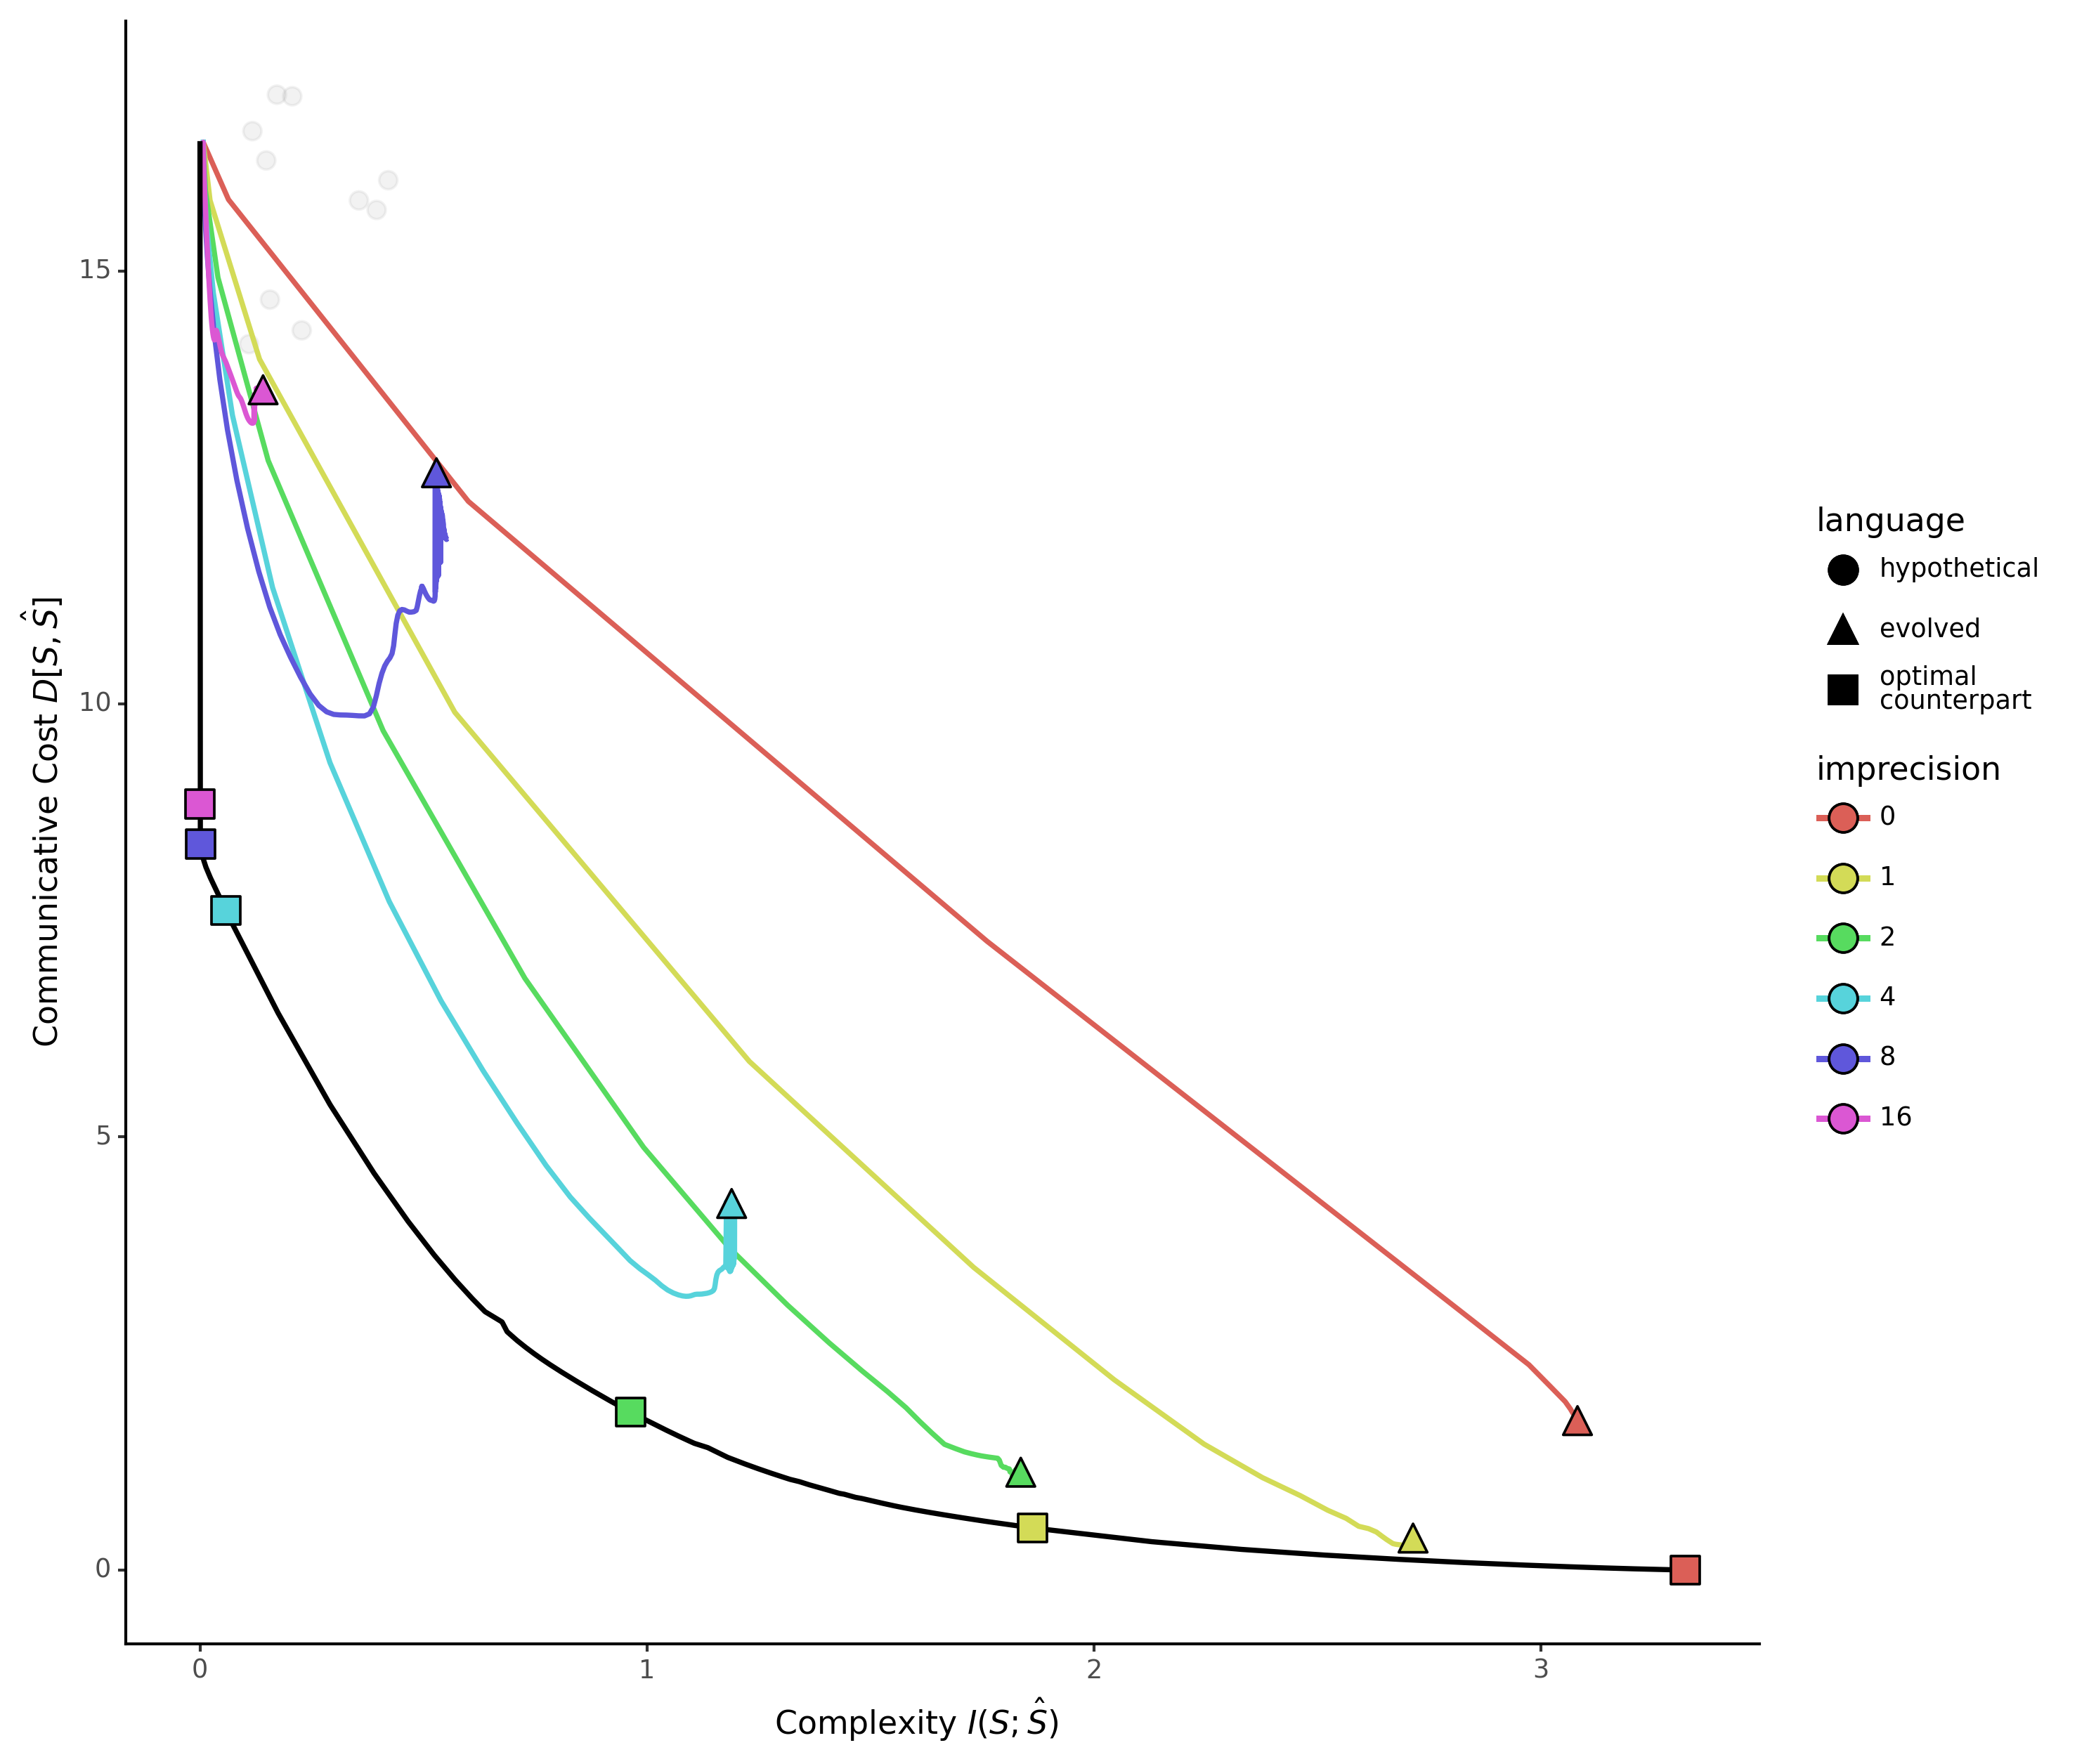 15
10
5
0
0
1
2
3
Communicative Cost D[S, Ŝ]
Complexity I(S; Ŝ)
language
hypothetical
evolved
optimal
counterpart
imprecision
0
1
2
4
8
16